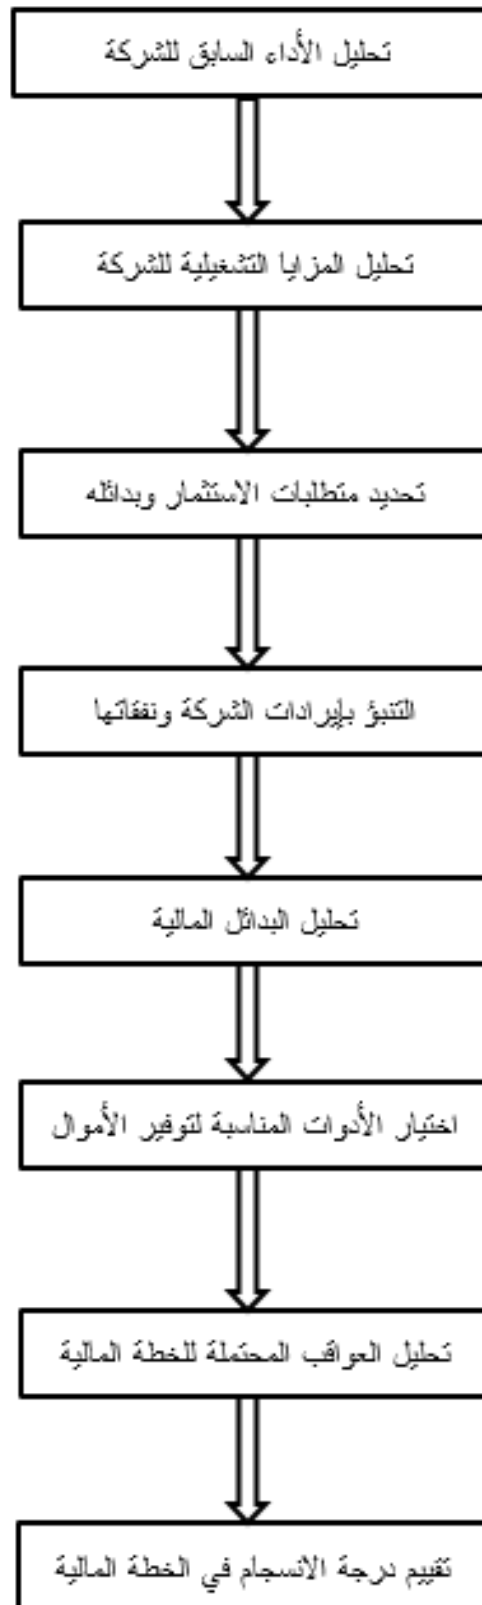 تحليل الأداء السابق للشركة
تحليل المزايا التشغيلية للشركة
تحديد متطلبات الاستثمار وبدائله
التنبؤ بإيرادات الشركة ونفقاتها
تحليل البدائل المالية
اختيار الأدوات المناسبة لتوفير الأموال
تحليل العواقب المحتملة للخطة المالية
تقييم درجة الانسجام في الخطة المالية